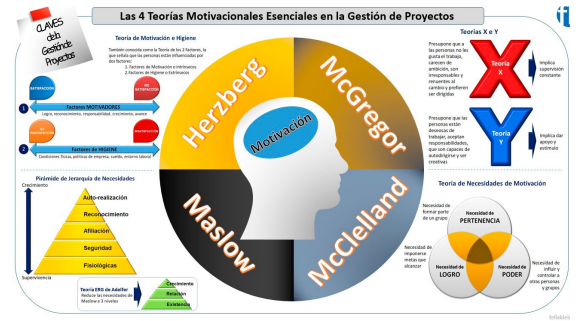 CLAVES
de la
Gestión de
Proyectos
Las 4 Teorías Motivacionales Esenciales en la Gestión de Proyectos
Teoría de Motivación e Higiene
También conocida como la Teoría de los 2 Factores, la
que señala que las personas están influenciadas por
dos factores:
1. Factores de Motivación o Intrínsecos
2. Factores de Higiene o Extrínsecos
SATISFACCIÓN
NO
SATISFACCIÓN
1
Factores MOTIVADORES
Logro, reconocimiento, responsabilidad, crecimiento, avance
NO
INSATISFACCIÓN
INSATISFACCIÓN
2
Factores de HIGIENE
Condiciones físicas, políticas de empresa, sueldo, entorno laboral
Pirámide de Jerarquía de Necesidades
Crecimiento
Auto-realización
Reconocimiento
Afiliación
Seguridad
Fisiológicas
Supervivencia
Teoría ERG de Adelfer
Reduce las necesidades de
Maslow a 3 niveles
Crecimiento
Relación
Existencia
Herzberg
McGregor
Maslow
McClelland
Motivación
Teorías X e Y
Presupone que a
las personas no les
gusta el trabajo,
carecen de
ambición, son
irresponsables y
renuentes al
cambio y prefieren
ser dirigidas
Teoría
X
Implica
supervisión
constante
Presupone que las
personas están
deseosas de
trabajar, aceptan
responsabilidades,
que son capaces de
autodirigirse y ser
creativas
Teoría
Y
Implica dar
apoyo y
estímulo
Teoría de Necesidades de Motivación
Necesidad de
formar parte
de un grupo
Necesidad de
PERTENENCIA
Necesidad de
imponerse
metas que
alcanzar
Necesidad de
LOGRO
Necesidad de
PODER
Necesidad de
influir y
controlar a
otras personas
y grupos